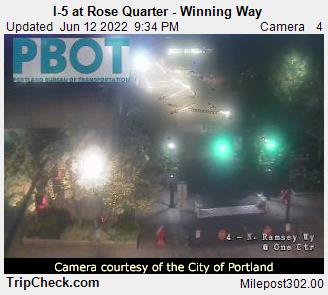 I-5 at Rose Quarter - Winning Way
Updated Jun 12 2022 9:34 PM Camera 4
PBOT
PORTLAND BUREAU OF TRANSPORTATION
4 - N. Ramsey Wy
@ One Ctr
Camera courtesy of the City of Portland
TripCheck.com Milepost302.00